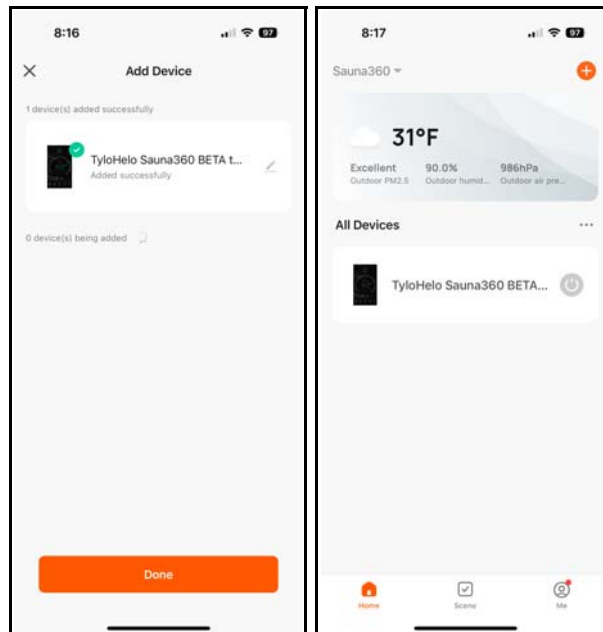 8:16
97
Add Device
1 device(s) added successfully
TyloHelo Sauna360 BETA t...
Added successfully
0 device(s) being added
Done
8:17
97
Sauna360
31°F
Excellent
90.0%
986hPa
Outdoor PM2.5
Outdoor humid...
Outdoor air pre...
All Devices
TyloHelo Sauna360 BETA...
Home
Scene
Me